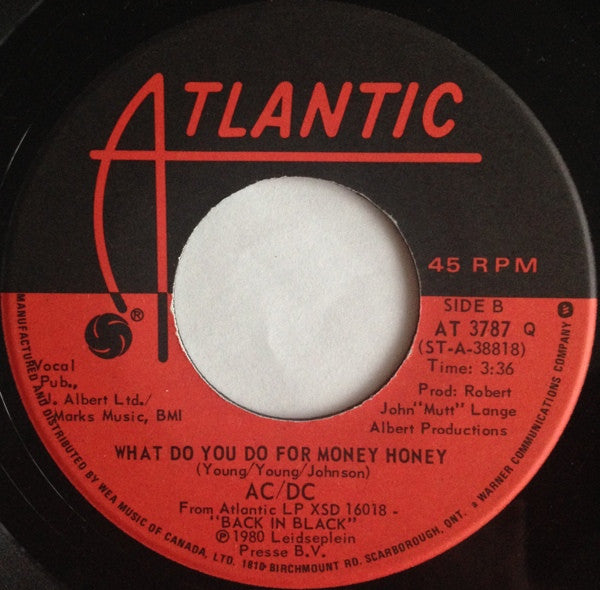 ATLANTIC
45 RPM
®
SIDE B
AT 3787 Q
(ST-A-38818)
Time: 3:36
Prod: Robert
John "Mutt" Lange
Albert Productions
Vocal
Pub.,
J. Albert Ltd./
Marks Music, BMI
WHAT DO YOU DO FOR MONEY HONEY
(Young/Young/Johnson)
AC/DC
From Atlantic LP XSD 16018 -
"BACK IN BLACK"
℗ 1980 Leidseplein
Presse B.V.
MANUFACTURED AND DISTRIBUTED BY WEA MUSIC OF CANADA, LTD. 1810 BIRCHMOUNT RD. SCARBOROUGH, ONT. A WARNER COMMUNICATIONS COMPANY